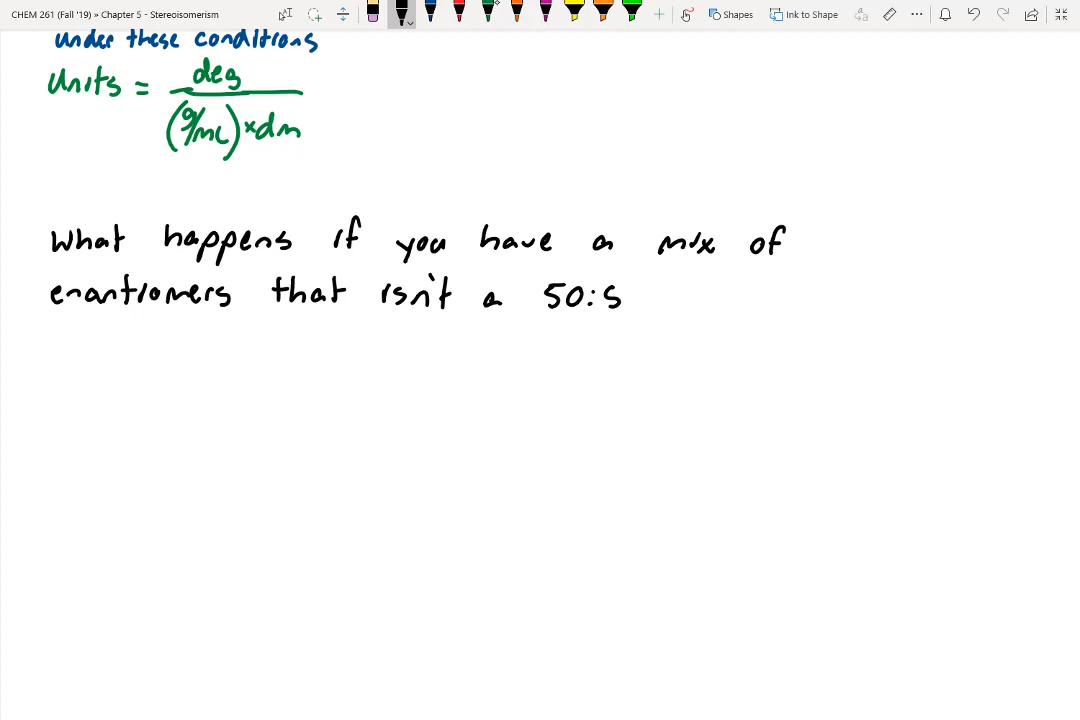 CHEM 261 (Fall '19) » Chapter 5 - Stereoisomerism
Shapes
Ink to Shape
under these conditions
Units = deg
(g/mL) × dm
What happens if you have a mix of
enantiomers that isn't a 50:5